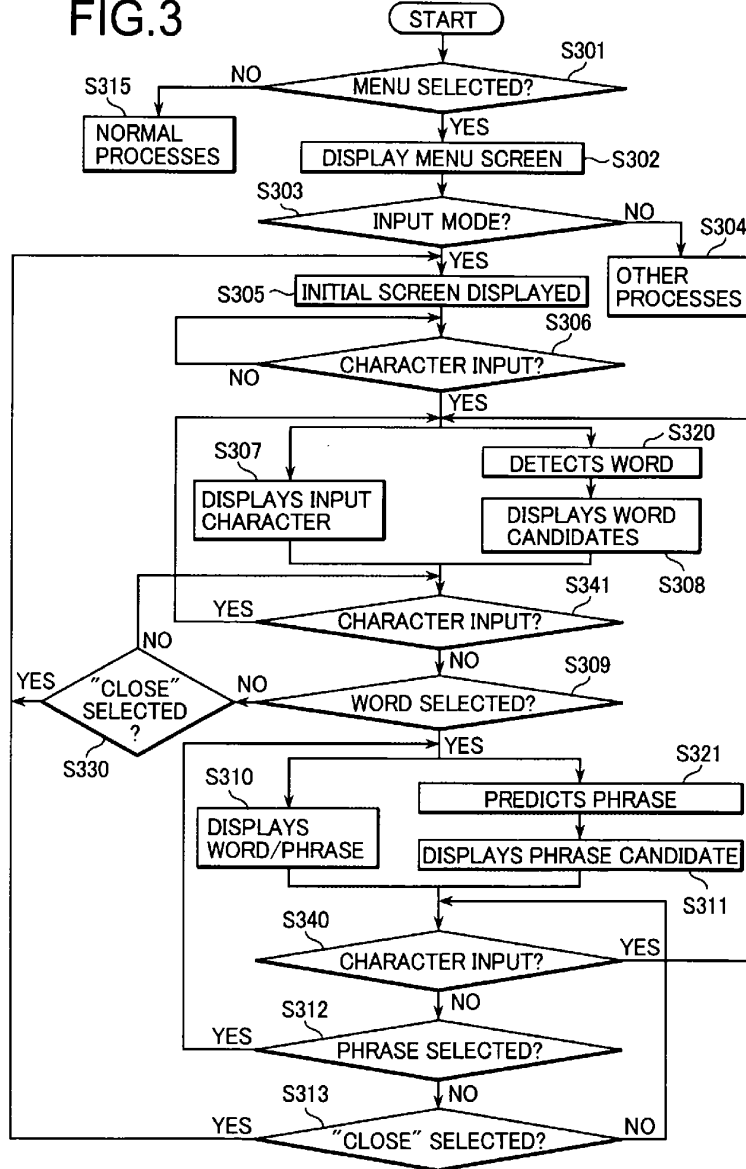 FIG.3
START
S301
MENU SELECTED?
NO
YES
S315
NORMAL
PROCESSES
DISPLAY MENU SCREEN
S302
S303
INPUT MODE?
NO
YES
S304
OTHER
PROCESSES
S305
INITIAL SCREEN DISPLAYED
S306
CHARACTER INPUT?
NO
YES
S307
DISPLAYS INPUT
CHARACTER
S320
DETECTS WORD
DISPLAYS WORD
CANDIDATES
S308
S341
CHARACTER INPUT?
YES
NO
S309
WORD SELECTED?
NO
YES
NO
YES
"CLOSE"
SELECTED
?
S330
S310
DISPLAYS
WORD/PHRASE
S321
PREDICTS PHRASE
DISPLAYS PHRASE CANDIDATE
S311
S340
CHARACTER INPUT?
YES
NO
S312
PHRASE SELECTED?
YES
NO
S313
"CLOSE" SELECTED?
YES
NO